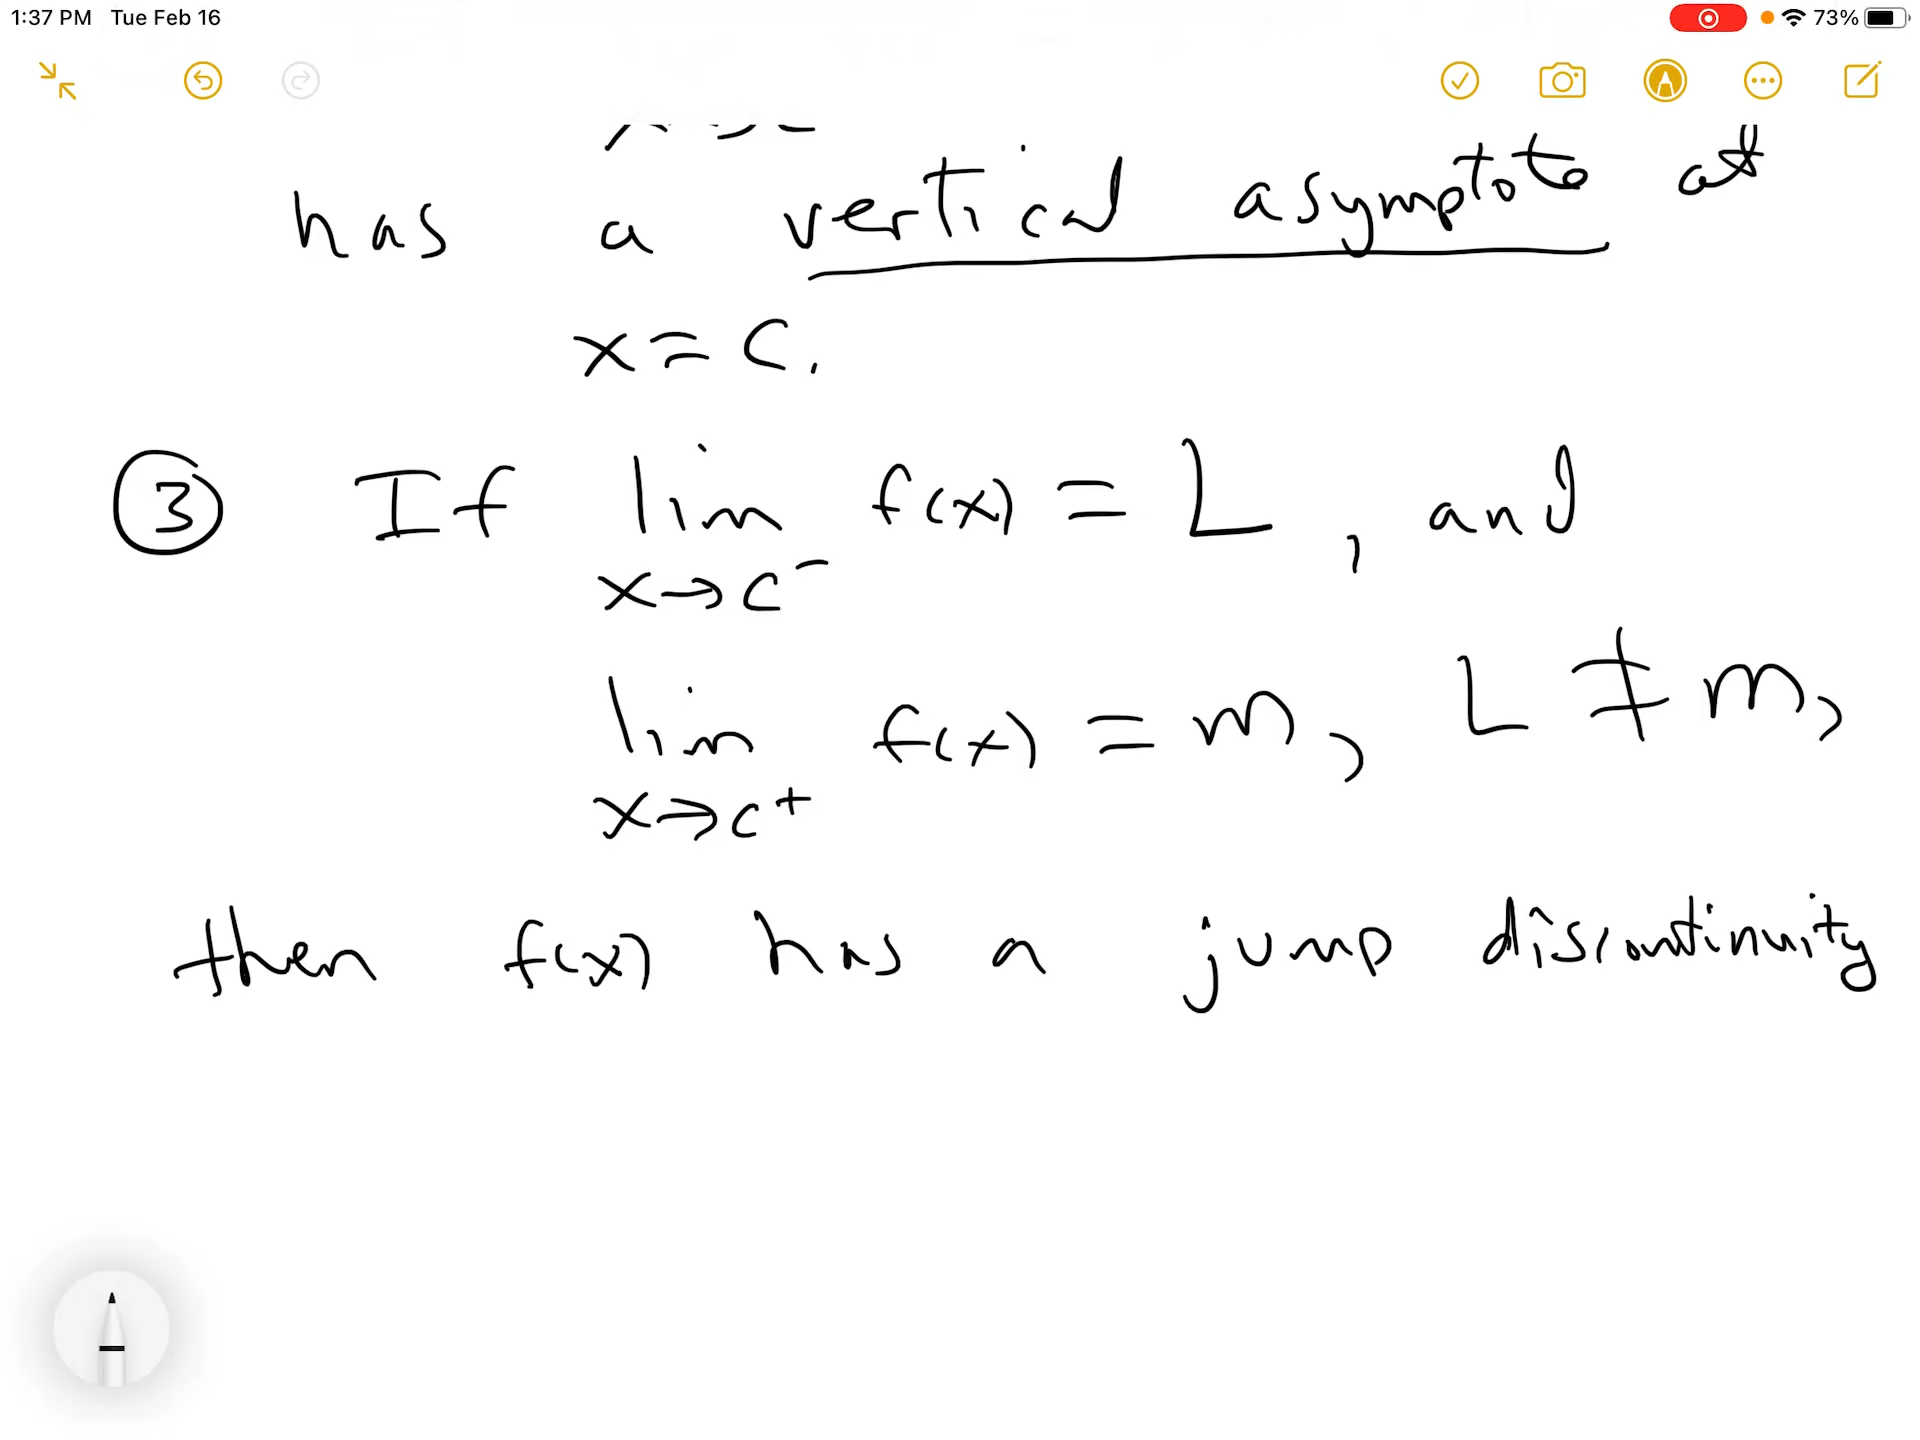 1:37 PM Tue Feb 16 73%
has a vertical asymptote at
x = c.
③ If lim f(x) = L, and
x→c⁻
lim f(x) = m, L ≠ m,
x→c⁺
then f(x) has a jump discontinuity